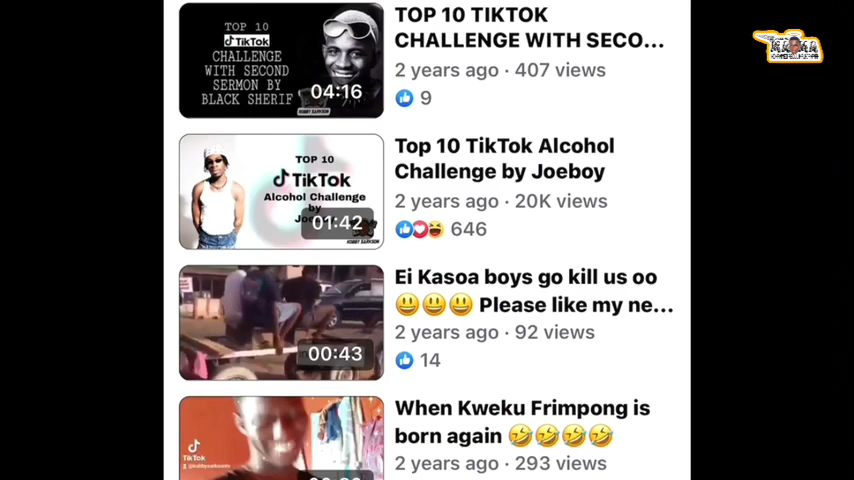 TOP 10
TikTok
CHALLENGE
WITH SECOND
SERMON BY
BLACK SHERIF
04:16
TOP 10 TIKTOK
CHALLENGE WITH SECO...
2 years ago · 407 views
9
TOP 10
TikTok
Alcohol Challenge
by
01:42
KOBBY SARKSON
Top 10 TikTok Alcohol
Challenge by Joeboy
2 years ago · 20K views
646
00:43
Ei Kasoa boys go kill us oo
😃😃😃 Please like my ne...
2 years ago · 92 views
14
TikTok
When Kweku Frimpong is
born again 🤣🤣🤣🤣
2 years ago · 293 views